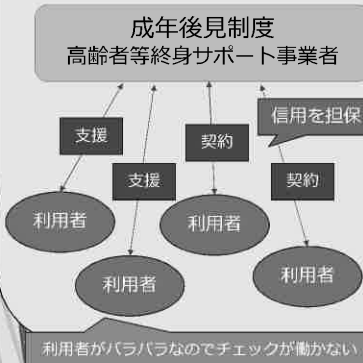 成年後見制度
高齢者等終身サポート事業者
信用を担保
支援
契約
支援
契約
利用者
利用者
利用者
利用者
利用者がバラバラなのでチェックが働かない